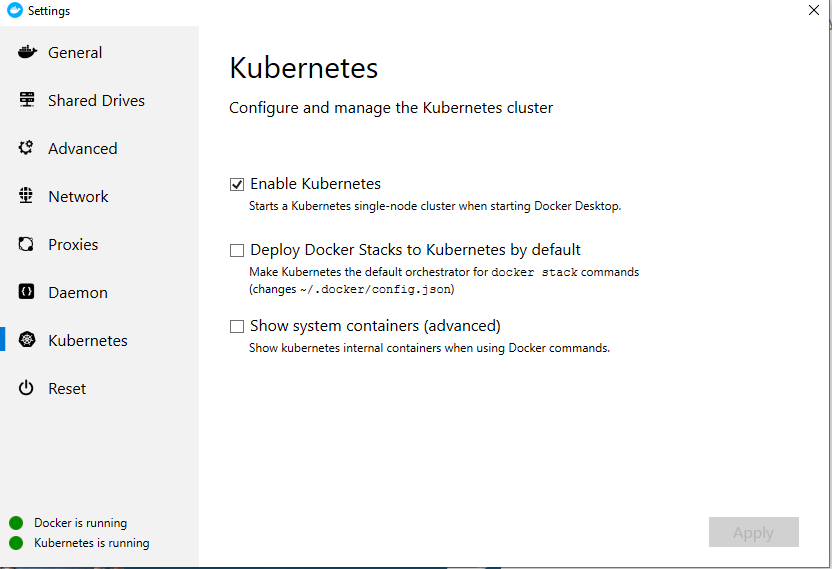 Settings
General
Shared Drives
Advanced
Network
Proxies
Daemon
Kubernetes
Reset
Docker is running
Kubernetes is running
Kubernetes
Configure and manage the Kubernetes cluster
Enable Kubernetes
Starts a Kubernetes single-node cluster when starting Docker Desktop.
Deploy Docker Stacks to Kubernetes by default
Make Kubernetes the default orchestrator for docker stack commands
(changes ~/.docker/config.json)
Show system containers (advanced)
Show kubernetes internal containers when using Docker commands.
Apply